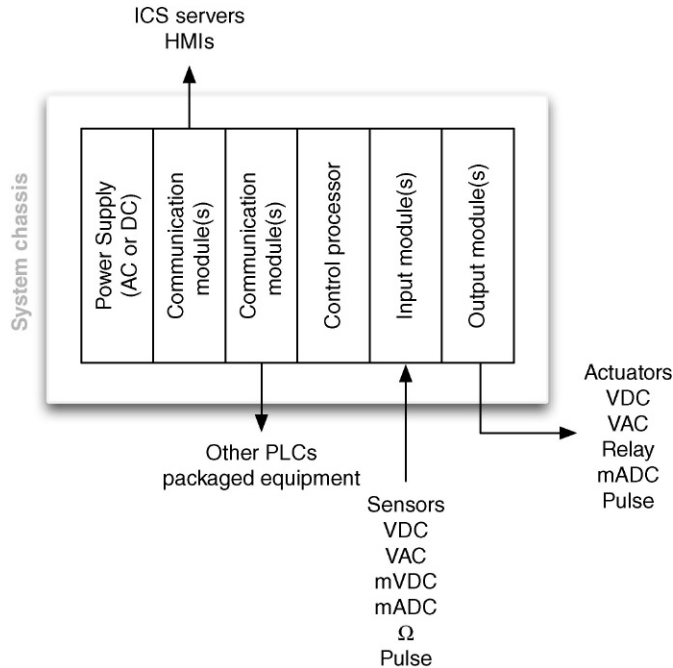 ICS servers
HMIs
System chassis
Power Supply
(AC or DC)
Communication
module(s)
Communication
module(s)
Control processor
Input module(s)
Output module(s)
Other PLCs
packaged equipment
Sensors
VDC
VAC
mVDC
mADC
Ω
Pulse
Actuators
VDC
VAC
Relay
mADC
Pulse